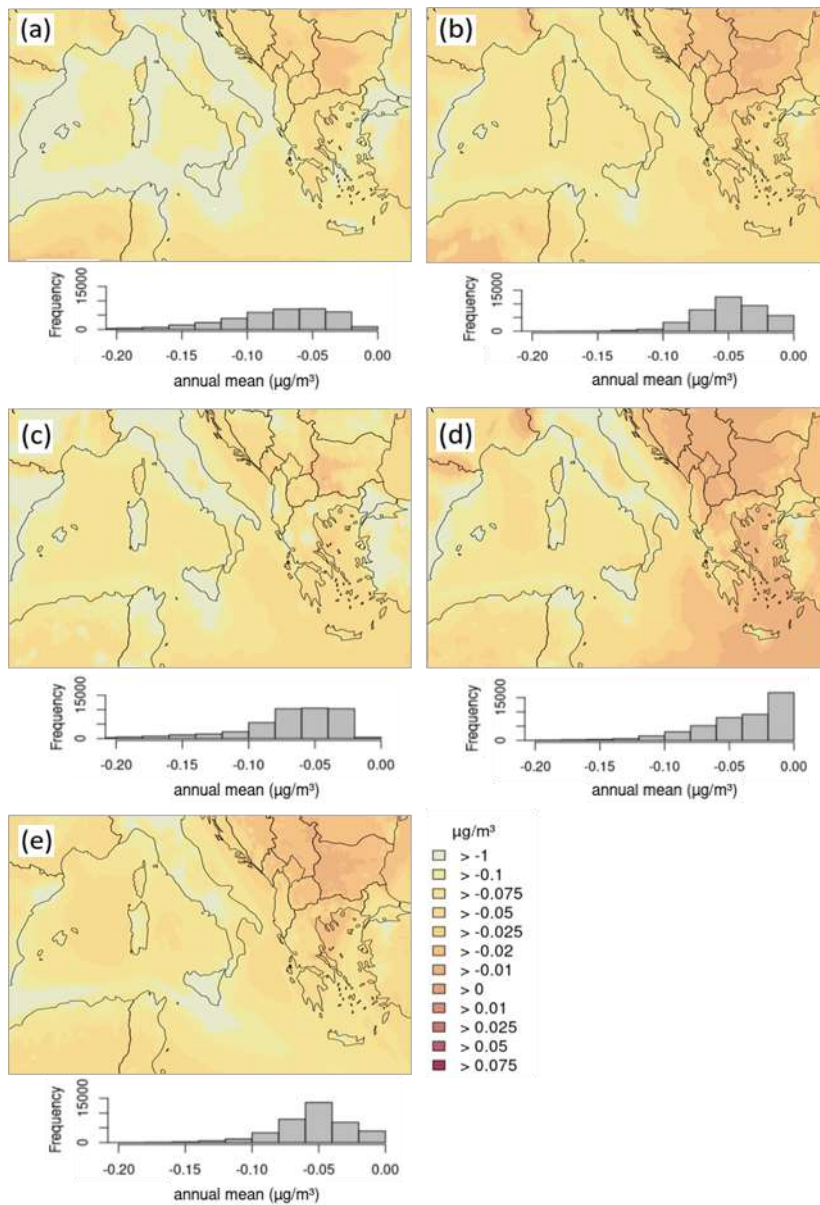 (a)
(b)
Frequency
0 15000
-0.20 -0.15 -0.10 -0.05 0.00
annual mean (µg/m³)
Frequency
0 15000
-0.20 -0.15 -0.10 -0.05 0.00
annual mean (µg/m³)
(c)
(d)
Frequency
0 15000
-0.20 -0.15 -0.10 -0.05 0.00
annual mean (µg/m³)
Frequency
0 15000
-0.20 -0.15 -0.10 -0.05 0.00
annual mean (µg/m³)
(e)
µg/m³
> -1
> -0.1
> -0.075
> -0.05
> -0.025
> -0.02
> -0.01
> 0
> 0.01
> 0.025
> 0.05
> 0.075
Frequency
0 15000
-0.20 -0.15 -0.10 -0.05 0.00
annual mean (µg/m³)